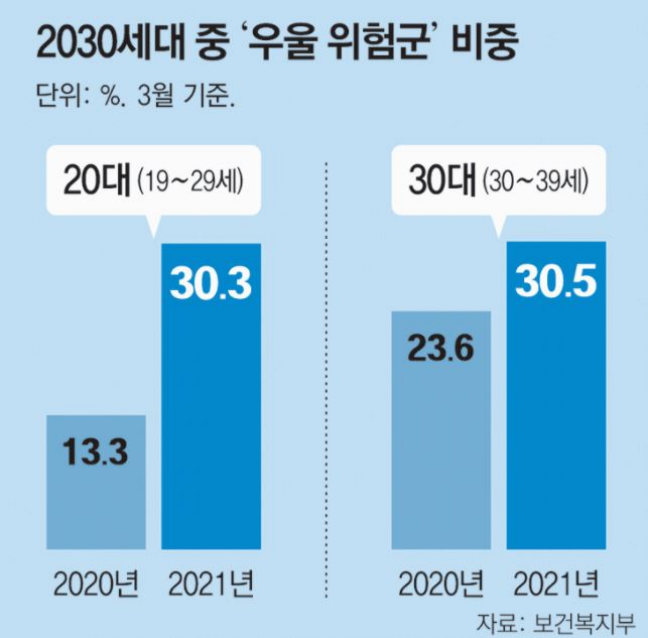 2030세대 중 ‘우울 위험군’ 비중
단위: %. 3월 기준.
20대 (19~29세)
30.3
13.3
2020년 2021년
30대 (30~39세)
30.5
23.6
2020년 2021년
자료: 보건복지부